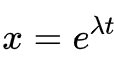 x = e^{λt}